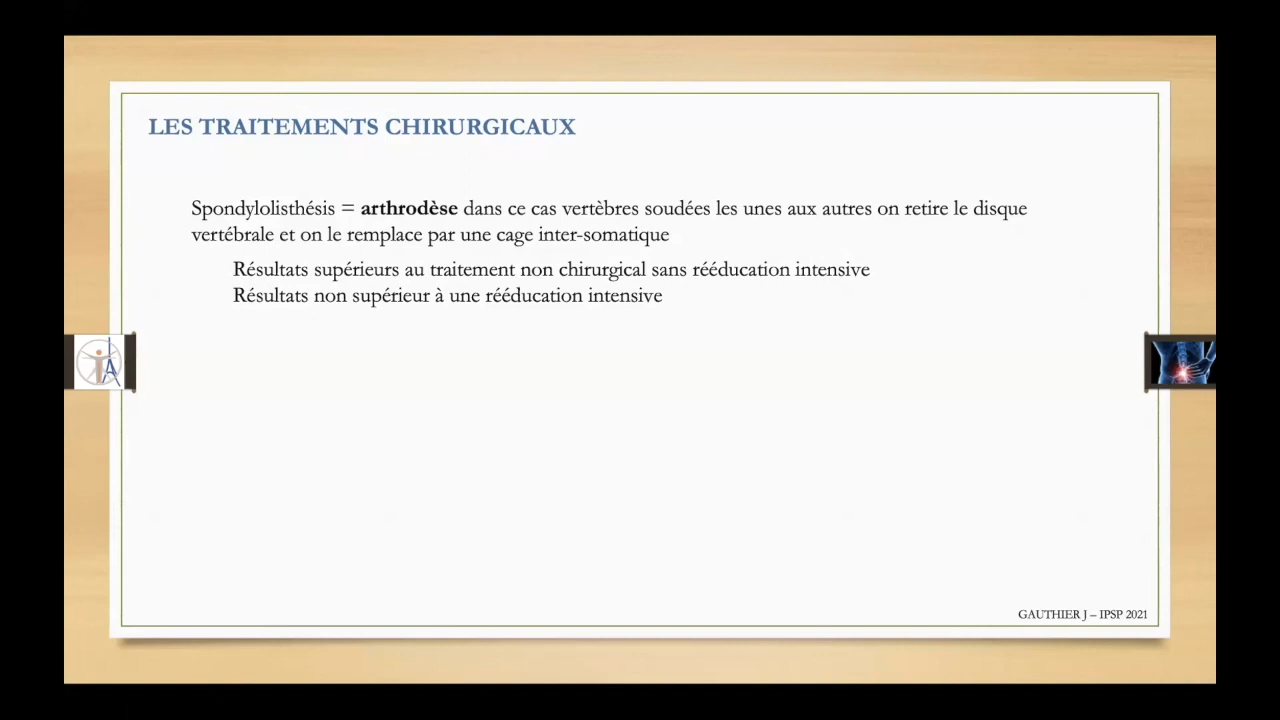 LES TRAITEMENTS CHIRURGICAUX
Spondylolisthésis = arthrodèse dans ce cas vertèbres soudées les unes aux autres on retire le disque
vertébrale et on le remplace par une cage inter-somatique
Résultats supérieurs au traitement non chirurgical sans rééducation intensive
Résultats non supérieur à une rééducation intensive
GAUTHIER J – IPSP 2021